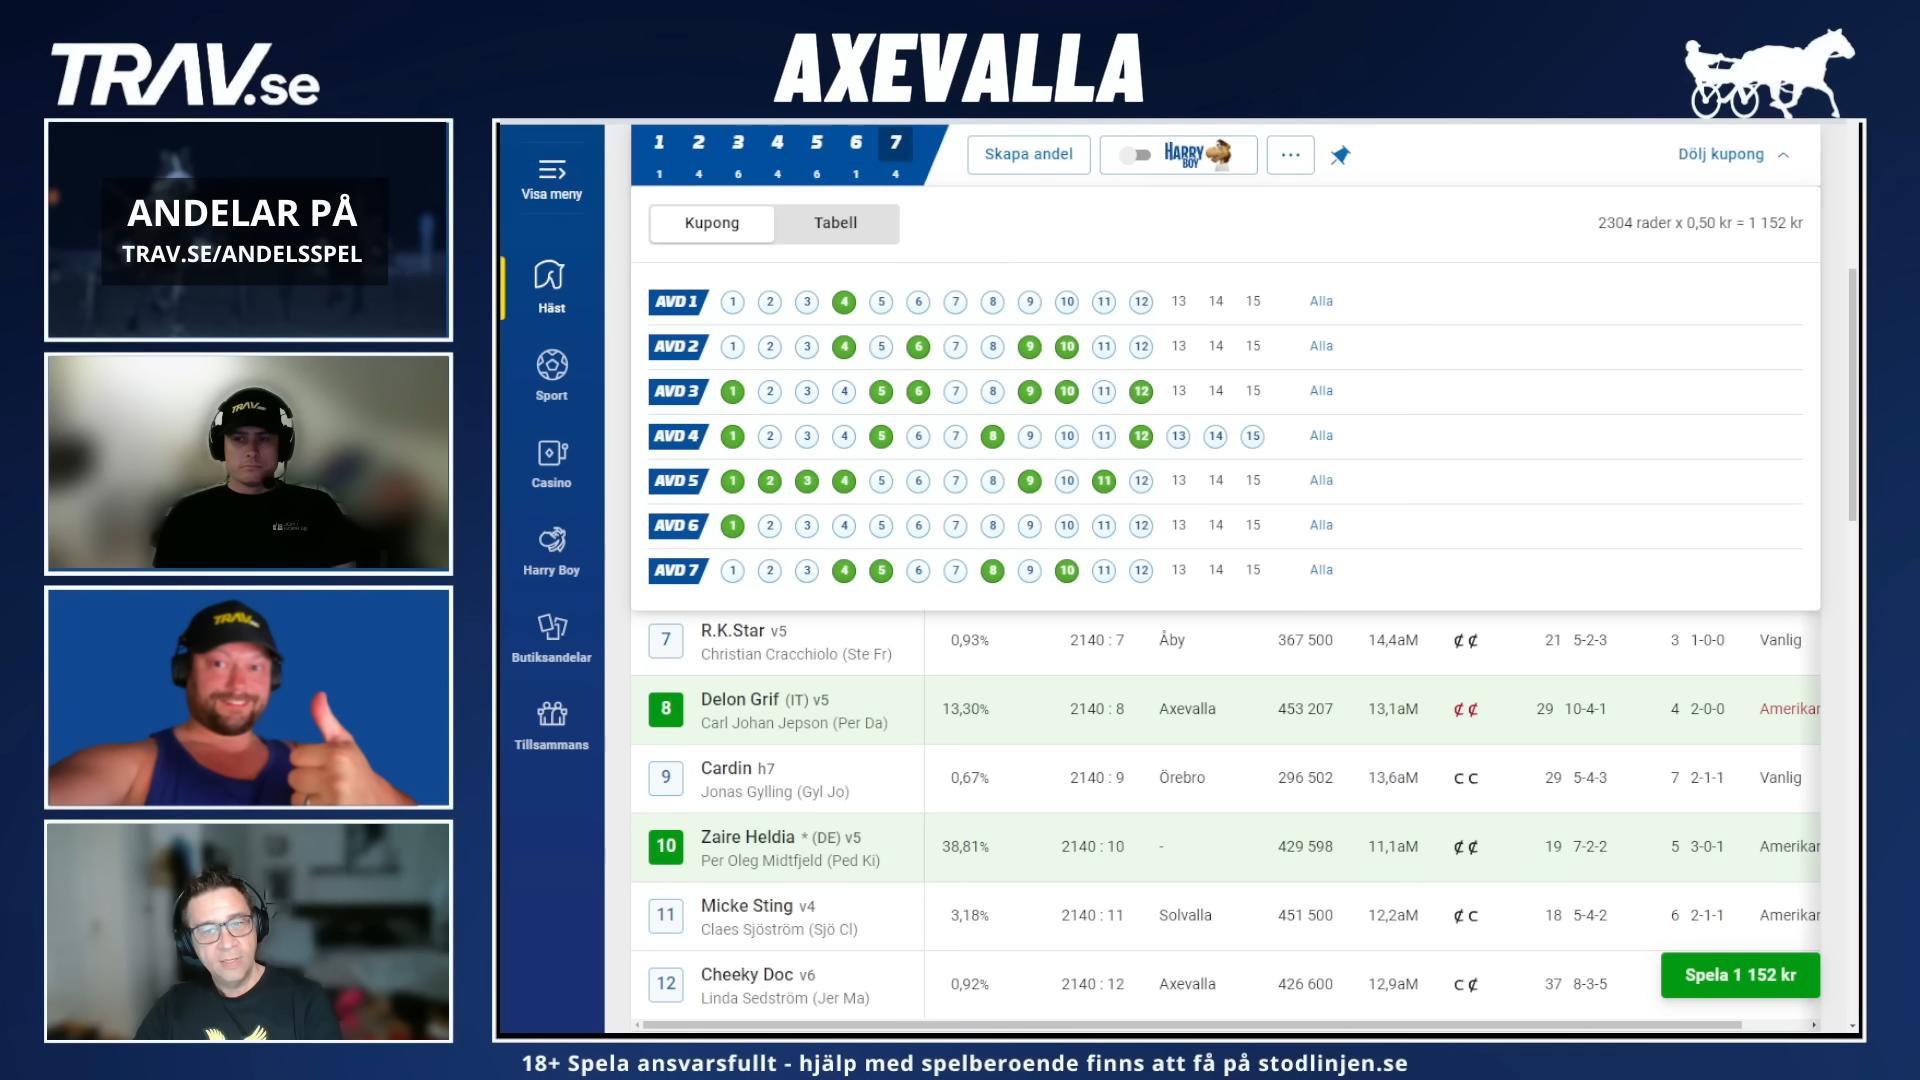 TRAV.se
AXEVALLA
ANDELAR PÅ
TRAV.SE/ANDELSSPEL
Visa meny
Häst
Sport
Casino
Harry Boy
Butiksandelar
Tillsammans
1 2 3 4 5 6 7
1 4 6 4 6 1 4
Skapa andel
HARRY BOY
Dölj kupong
Kupong Tabell
2304 rader x 0,50 kr = 1 152 kr
AVD 1 1 2 3 4 5 6 7 8 9 10 11 12 13 14 15 Alla
AVD 2 1 2 3 4 5 6 7 8 9 10 11 12 13 14 15 Alla
AVD 3 1 2 3 4 5 6 7 8 9 10 11 12 13 14 15 Alla
AVD 4 1 2 3 4 5 6 7 8 9 10 11 12 13 14 15 Alla
AVD 5 1 2 3 4 5 6 7 8 9 10 11 12 13 14 15 Alla
AVD 6 1 2 3 4 5 6 7 8 9 10 11 12 13 14 15 Alla
AVD 7 1 2 3 4 5 6 7 8 9 10 11 12 13 14 15 Alla
7 R.K.Star v5 0,93% 2140 : 7 Åby 367 500 14,4aM ȼ ȼ 21 5-2-3 3 1-0-0 Vanlig
Christian Cracchiolo (Ste Fr)
8 Delon Grif (IT) v5 13,30% 2140 : 8 Axevalla 453 207 13,1aM ȼ ȼ 29 10-4-1 4 2-0-0 Amerikar
Carl Johan Jepson (Per Da)
9 Cardin h7 0,67% 2140 : 9 Örebro 296 502 13,6aM C C 29 5-4-3 7 2-1-1 Vanlig
Jonas Gylling (Gyl Jo)
10 Zaire Heldia * (DE) v5 38,81% 2140 : 10 - 429 598 11,1aM ȼ ȼ 19 7-2-2 5 3-0-1 Amerikar
Per Oleg Midtfjeld (Ped Ki)
11 Micke Sting v4 3,18% 2140 : 11 Solvalla 451 500 12,2aM ȼ C 18 5-4-2 6 2-1-1 Amerikar
Claes Sjöström (Sjö Cl)
12 Cheeky Doc v6 0,92% 2140 : 12 Axevalla 426 600 12,9aM C ȼ 37 8-3-5
Linda Sedström (Jer Ma)
Spela 1 152 kr
18+ Spela ansvarsfullt - hjälp med spelberoende finns att få på stodlinjen.se